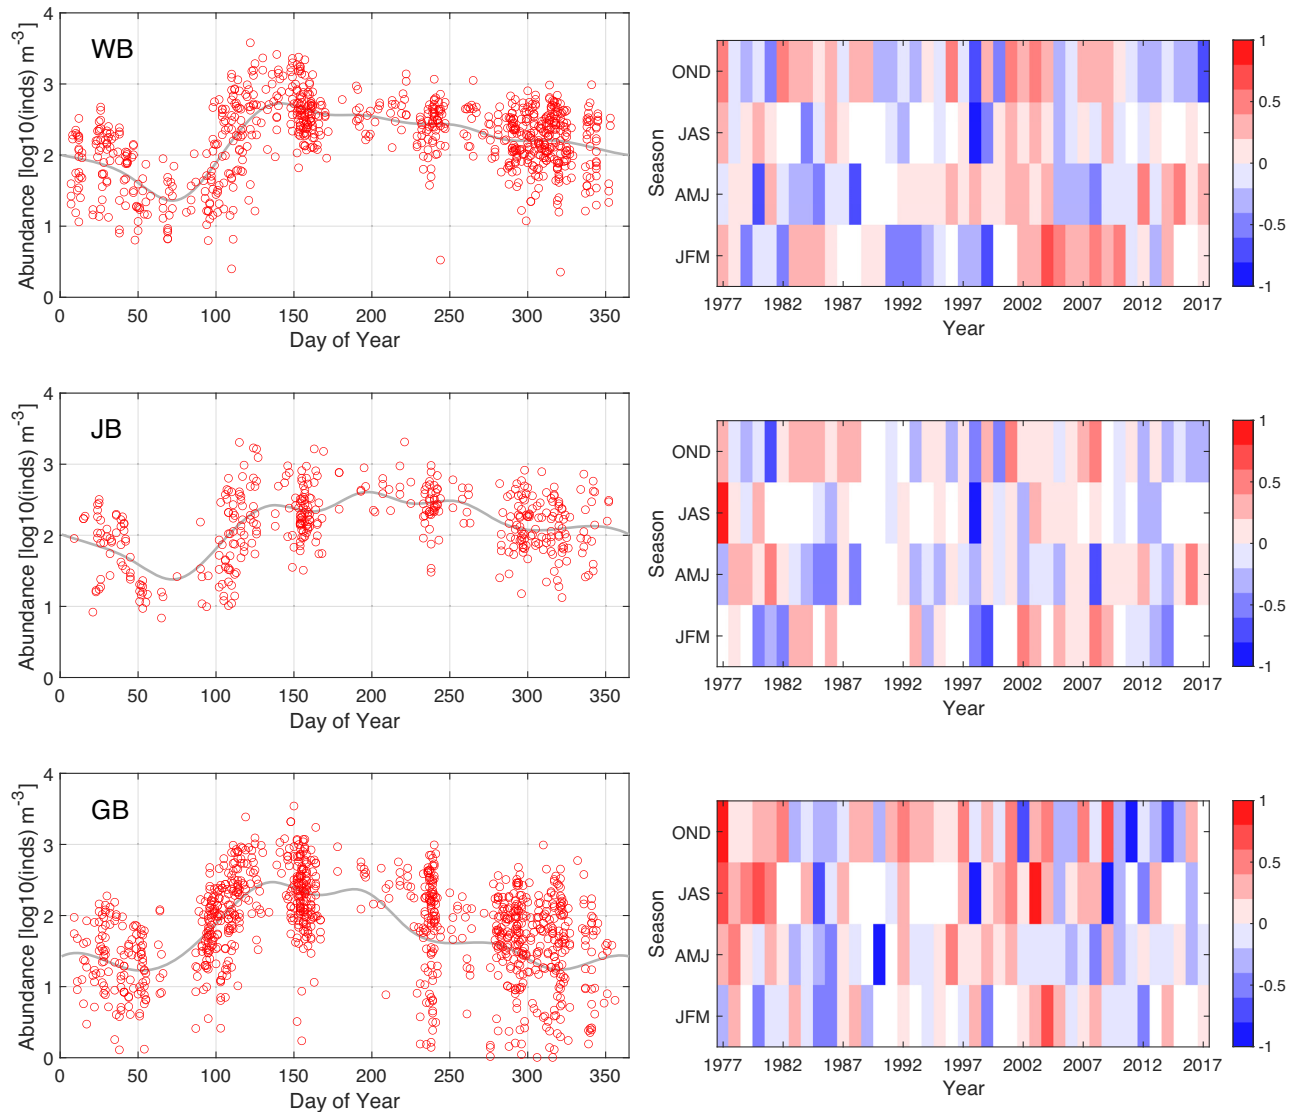 WB
Abundance [log10(inds) m-3]
4
3
2
1
0
0 50 100 150 200 250 300 350
Day of Year
Season
OND
JAS
AMJ
JFM
1977 1982 1987 1992 1997 2002 2007 2012 2017
Year
1
0.5
0
-0.5
-1
JB
Abundance [log10(inds) m-3]
4
3
2
1
0
0 50 100 150 200 250 300 350
Day of Year
Season
OND
JAS
AMJ
JFM
1977 1982 1987 1992 1997 2002 2007 2012 2017
Year
1
0.5
0
-0.5
-1
GB
Abundance [log10(inds) m-3]
4
3
2
1
0
0 50 100 150 200 250 300 350
Day of Year
Season
OND
JAS
AMJ
JFM
1977 1982 1987 1992 1997 2002 2007 2012 2017
Year
1
0.5
0
-0.5
-1